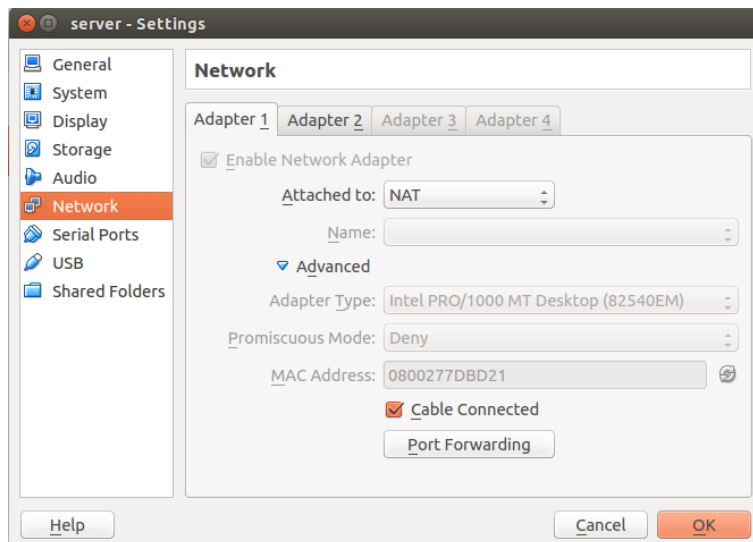 server - Settings
General
System
Display
Storage
Audio
Network
Serial Ports
USB
Shared Folders
Network
Adapter 1 Adapter 2 Adapter 3 Adapter 4
Enable Network Adapter
Attached to: NAT
Name:
Advanced
Adapter Type: Intel PRO/1000 MT Desktop (82540EM)
Promiscuous Mode: Deny
MAC Address: 0800277DBD21
Cable Connected
Port Forwarding
Help Cancel OK